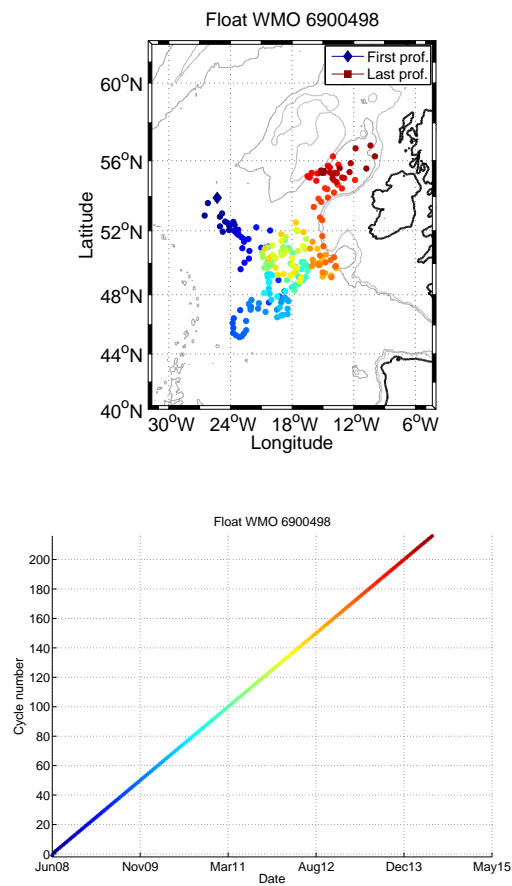 Float WMO 6900498
First prof.
Last prof.
60°N
56°N
52°N
48°N
44°N
40°N
Latitude
30°W 24°W 18°W 12°W 6°W
Longitude
Float WMO 6900498
200
180
160
140
120
100
80
60
40
20
0
Cycle number
Jun08 Nov09 Mar11 Aug12 Dec13 May15
Date